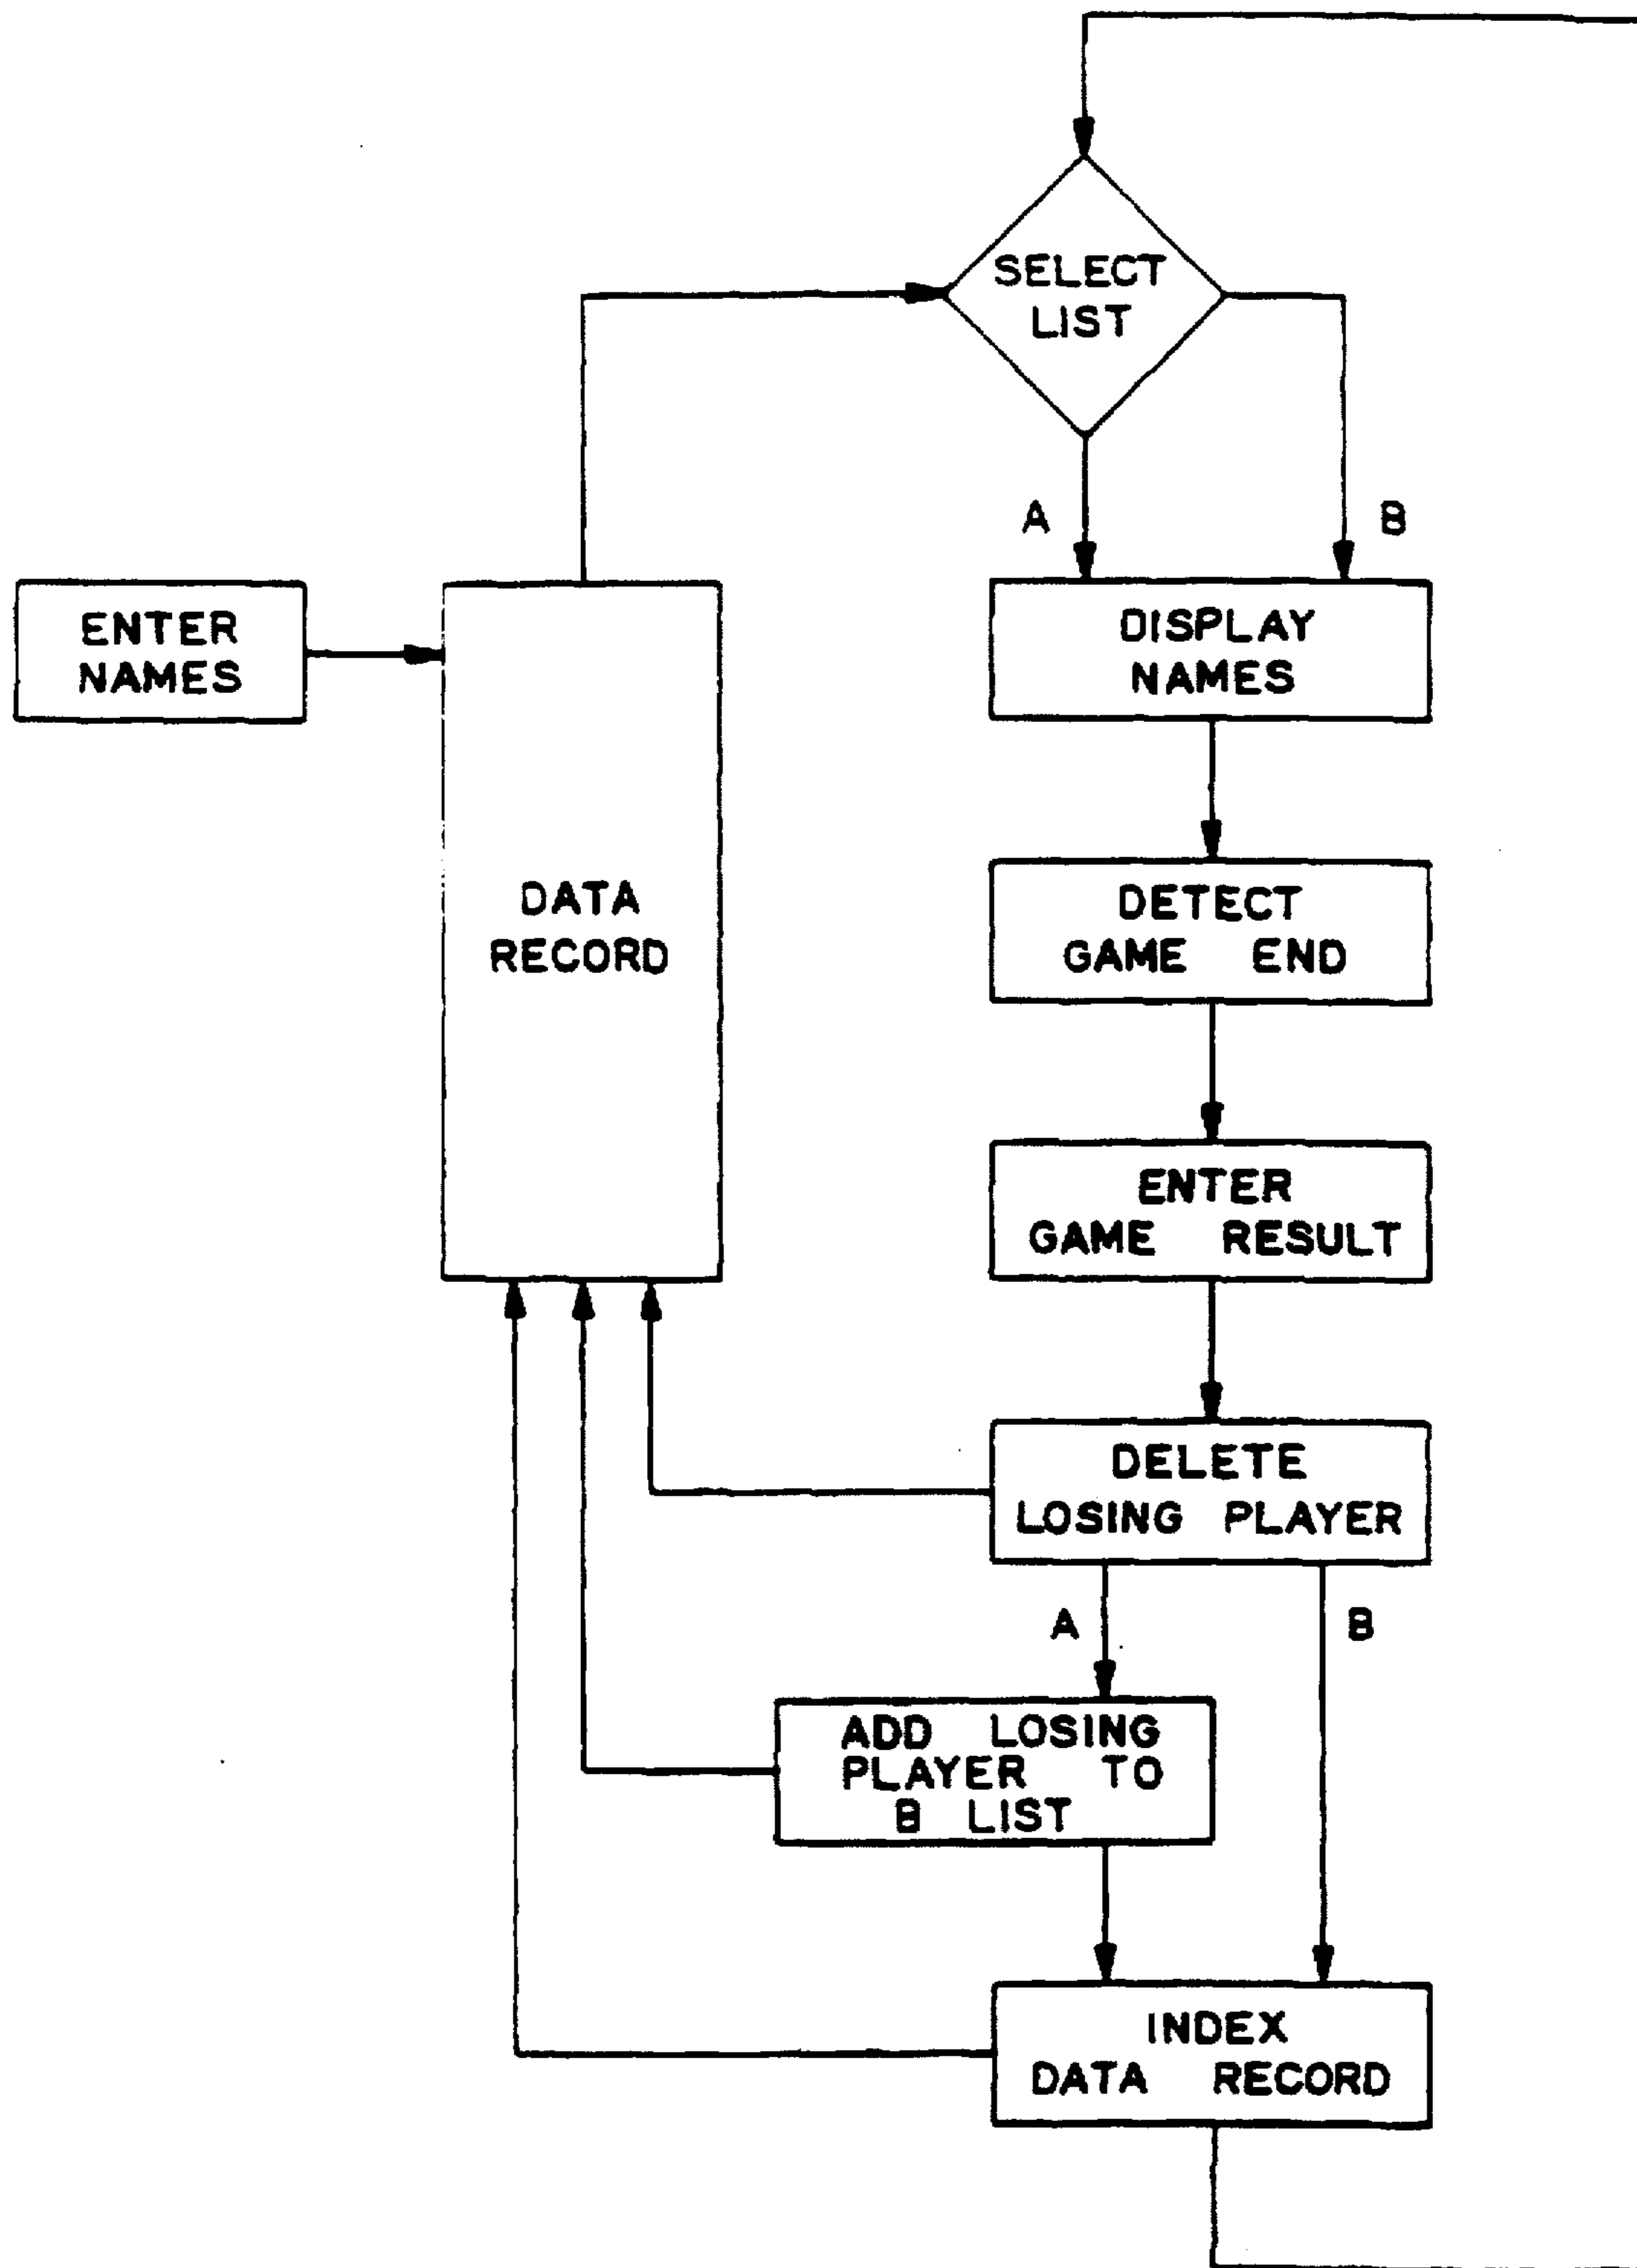 SELECT
LIST
A
B
ENTER
NAMES
DISPLAY
NAMES
DATA
RECORD
DETECT
GAME END
ENTER
GAME RESULT
DELETE
LOSING PLAYER
A
B
ADD LOSING
PLAYER TO
B LIST
INDEX
DATA RECORD